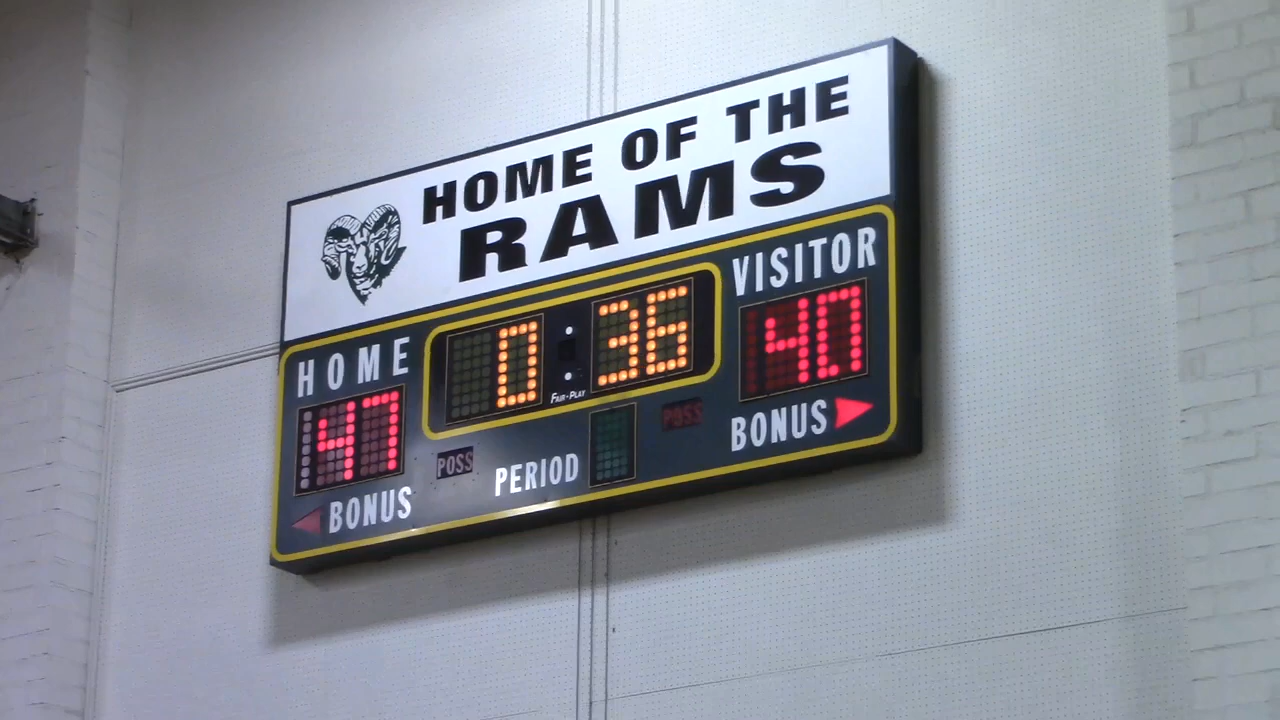 HOME OF THE
RAMS
HOME
0:36
VISITOR
47
FAIR-PLAY
40
BONUS
POSS
PERIOD
POSS
BONUS